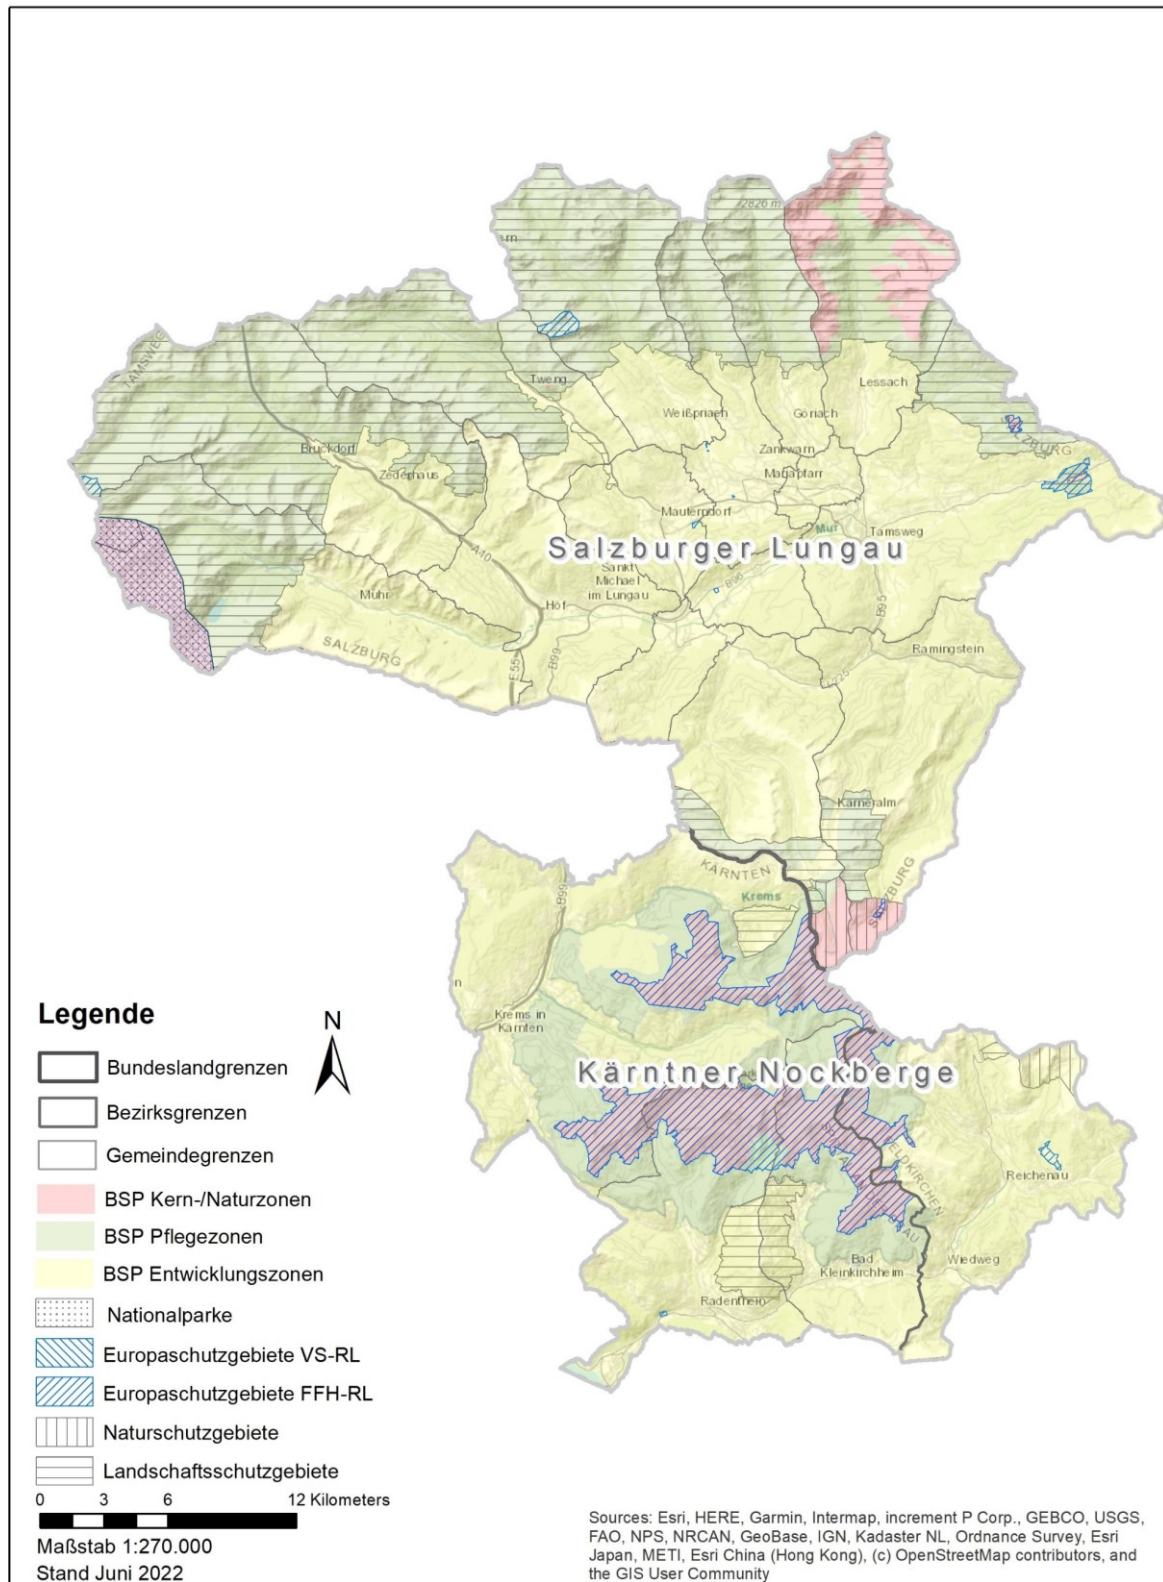 2826 m
TAMSWEG
Tweng
Lessach
Weißpriach
Göriach
SALZBURG
Bruckdorf
Zankwarn
Zederhaus
Mariapfarr
Mauterndorf
Mur
Tamsweg
Salzburger Lungau
A10
Sankt
Michael
im Lungau
B96
Muhr
Höf
B95
SALZBURG
Ramingstein
E55
B99
Karneralm
KÄRNTEN
SALZBURG
B99
Krems
Krems in
Kärnten
Kärntner Nockberge
FELDKIRCHEN
Reichenau
Bad
Kleinkirchheim
Wiedweg
Radenthein
Legende
N
Bundeslandgrenzen
Bezirksgrenzen
Gemeindegrenzen
BSP Kern-/Naturzonen
BSP Pflegezonen
BSP Entwicklungszonen
Nationalparke
Europaschutzgebiete VS-RL
Europaschutzgebiete FFH-RL
Naturschutzgebiete
Landschaftsschutzgebiete
0 3 6 12 Kilometers
Maßstab 1:270.000
Stand Juni 2022
Sources: Esri, HERE, Garmin, Intermap, increment P Corp., GEBCO, USGS,
FAO, NPS, NRCAN, GeoBase, IGN, Kadaster NL, Ordnance Survey, Esri
Japan, METI, Esri China (Hong Kong), (c) OpenStreetMap contributors, and
the GIS User Community